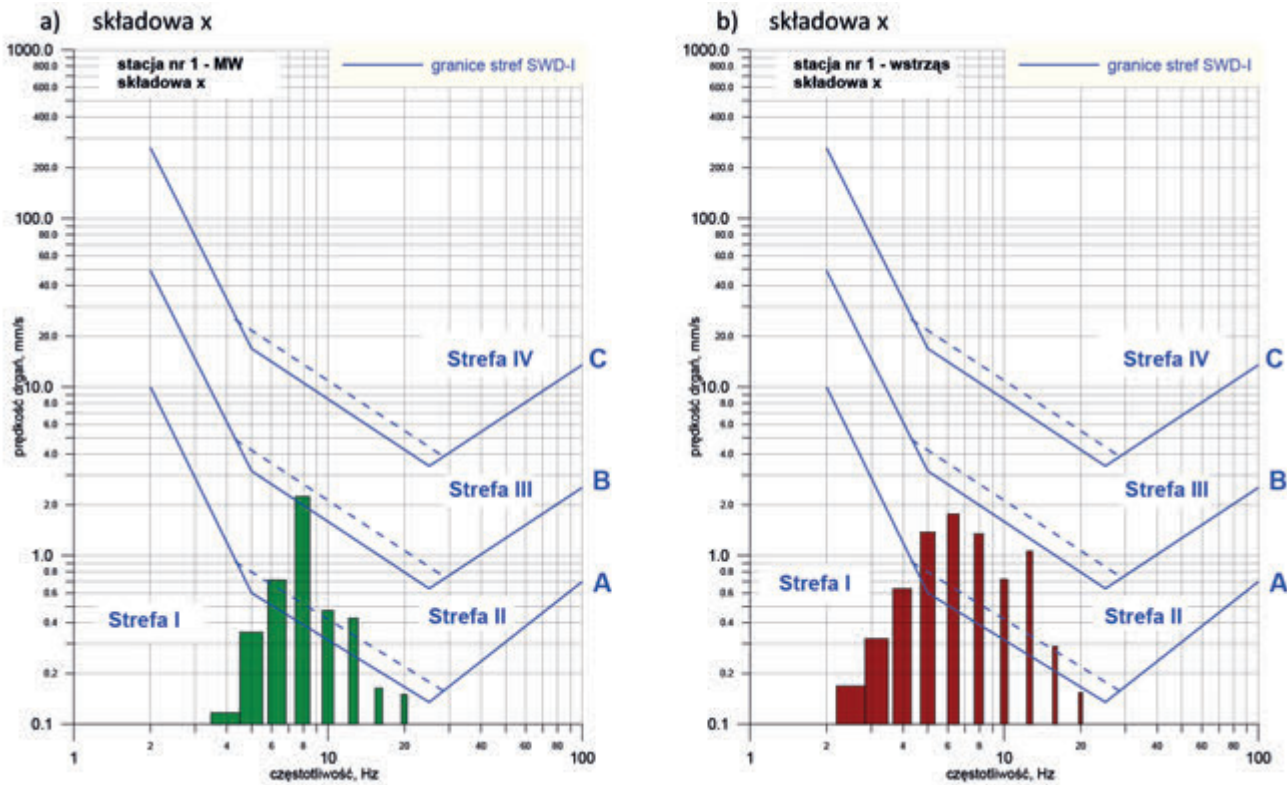 a) składowa x
stacja nr 1 - MW
składowa x
granice stref SWD-I
1000.0
800.0
600.0
400.0
200.0
100.0
80.0
60.0
40.0
20.0
10.0
8.0
6.0
4.0
2.0
1.0
0.8
0.6
0.4
0.2
0.1
prędkość drgań, mm/s
Strefa IV
C
Strefa III
B
Strefa I
Strefa II
A
1 2 4 6 8 10 20 40 60 80 100
częstotliwość, Hz
b) składowa x
stacja nr 1 - wstrząs
składowa x
granice stref SWD-I
1000.0
800.0
600.0
400.0
200.0
100.0
80.0
60.0
40.0
20.0
10.0
8.0
6.0
4.0
2.0
1.0
0.8
0.6
0.4
0.2
0.1
prędkość drgań, mm/s
Strefa IV
C
Strefa III
B
Strefa I
Strefa II
A
1 2 4 6 8 10 20 40 60 80 100
częstotliwość, Hz